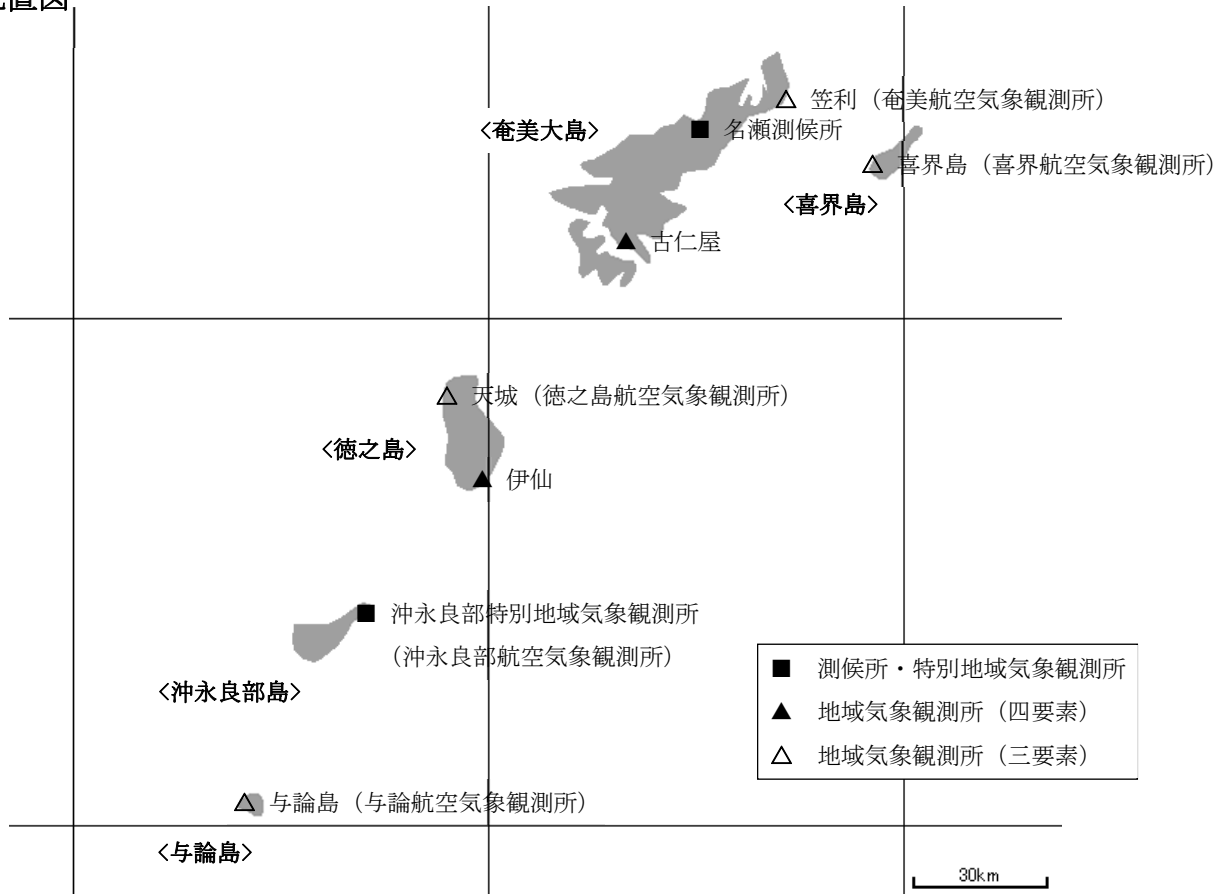 置図
笠利（奄美航空気象観測所）
<奄美大島>
名瀬測候所
喜界島（喜界航空気象観測所）
<喜界島>
古仁屋
天城（徳之島航空気象観測所）
<徳之島>
伊仙
沖永良部特別地域気象観測所
（沖永良部航空気象観測所）
<沖永良部島>
■ 測候所・特別地域気象観測所
▲ 地域気象観測所（四要素）
△ 地域気象観測所（三要素）
与論島（与論航空気象観測所）
<与論島>
30km